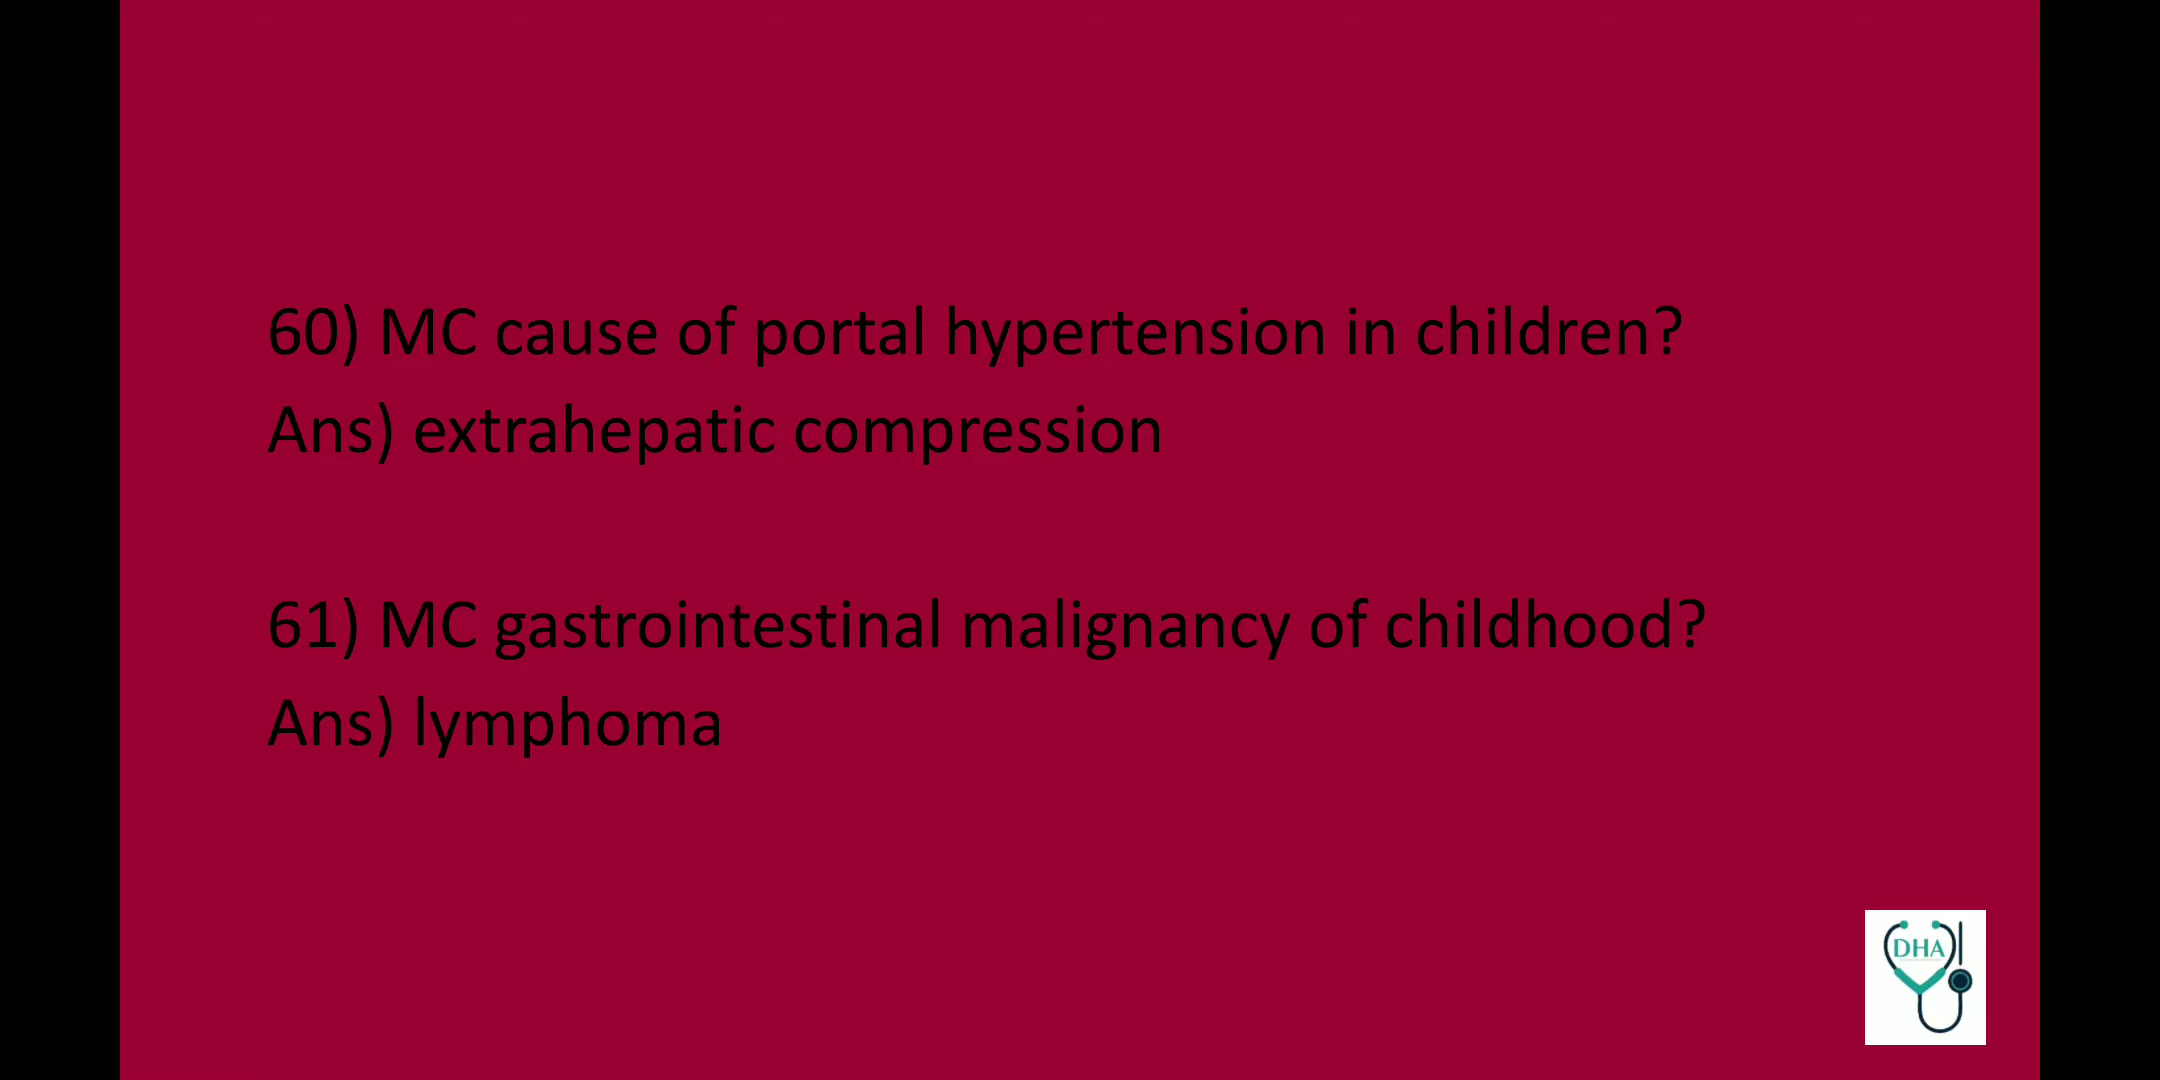 60) MC cause of portal hypertension in children?
Ans) extrahepatic compression
61) MC gastrointestinal malignancy of childhood?
Ans) lymphoma
DHA